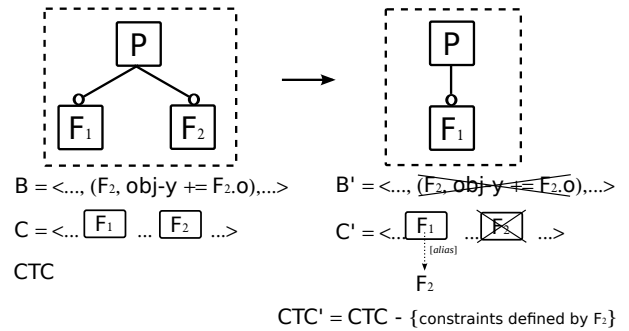 P P
F₁ F₂ F₁
B = <..., (F₂, obj-y += F₂.o),...> B' = <..., (F₂, obj-y += F₂.o),...>
C = <... F₁ ... F₂ ...> C' = <... F₁ ... F₂ ...>
[alias]
CTC F₂
CTC' = CTC - {constraints defined by F₂}